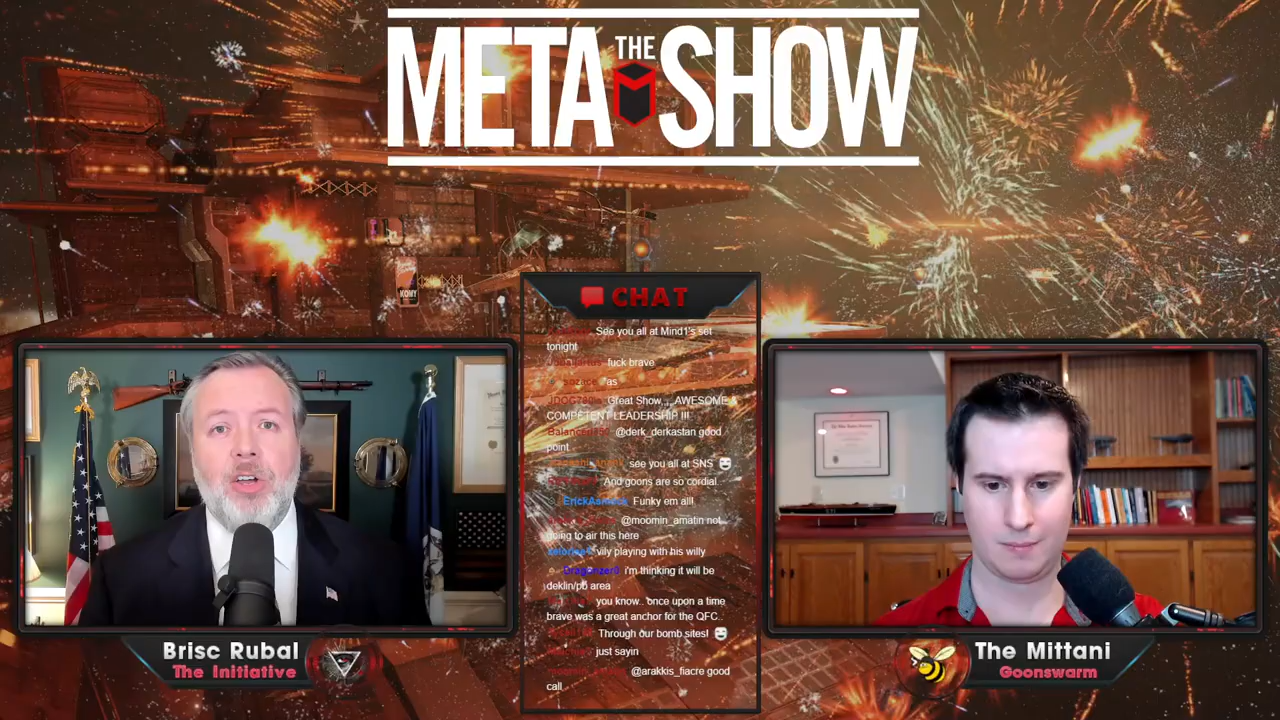 META THE SHOW
CHAT
See you all at Mind1's set
tonight
fuck brave
as
Great Show,,,, AWESOME &
COMPETENT LEADERSHIP !!!
@derk_derkastan good
point
see you all at SNS
And goons are so cordial.
Funky em all!
@moomin_amatin not
going to air this here
vily playing with his willy
i'm thinking it will be
deklin/pb area
you know.. once upon a time
brave was a great anchor for the QFC..
Through our bomb sites!
just sayin
@arakkis_fiacre good
call
Brisc Rubal
The Initiative
The Mittani
Goonswarm